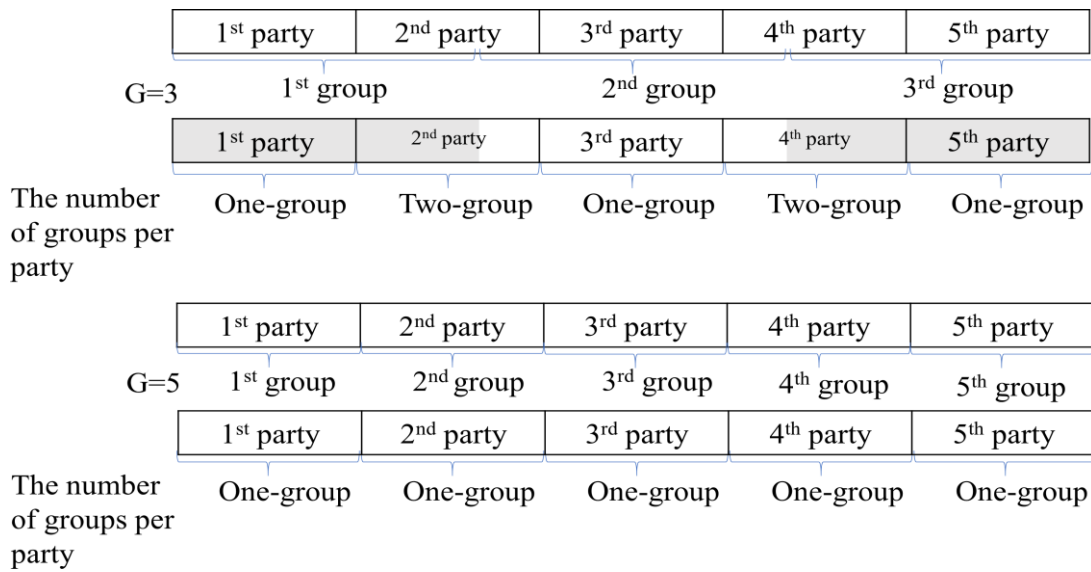 1st party 2nd party 3rd party 4th party 5th party
G=3 1st group 2nd group 3rd group
1st party 2nd party 3rd party 4th party 5th party
The number of groups per party One-group Two-group One-group Two-group One-group
1st party 2nd party 3rd party 4th party 5th party
G=5 1st group 2nd group 3rd group 4th group 5th group
1st party 2nd party 3rd party 4th party 5th party
The number of groups per party One-group One-group One-group One-group One-group